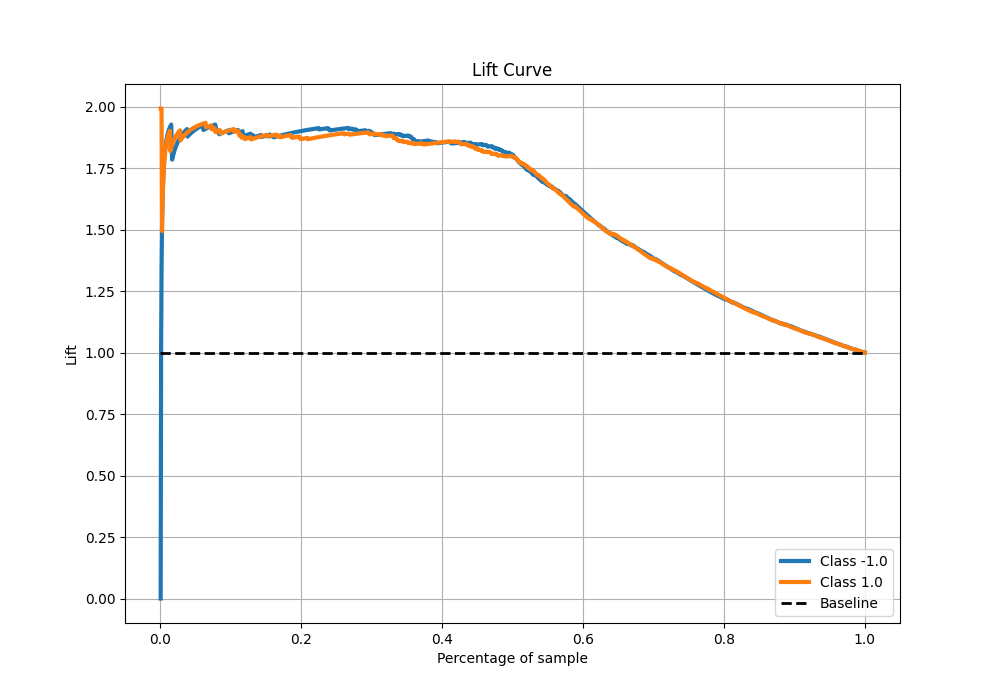 Lift Curve
2.00
1.75
1.50
1.25
1.00
0.75
0.50
0.25
0.00
Lift
0.0 0.2 0.4 0.6 0.8 1.0
Percentage of sample
Class -1.0
Class 1.0
Baseline